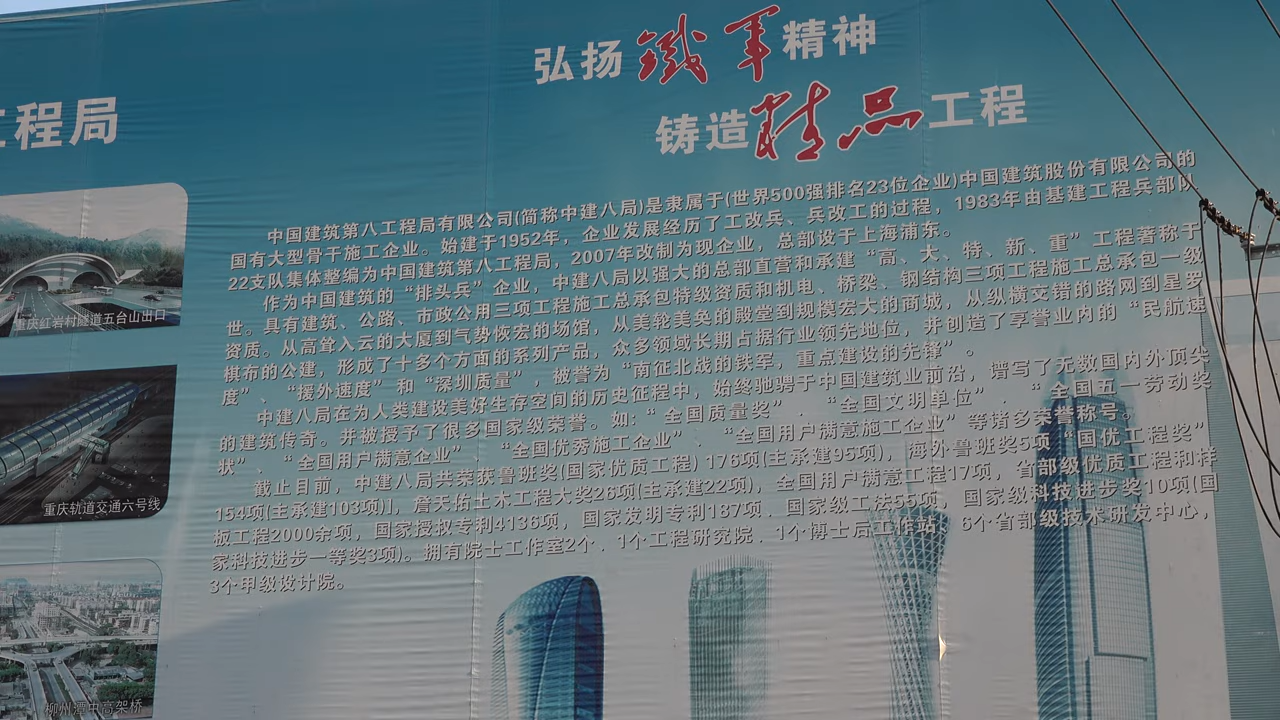 弘扬鐵军精神
铸造精品工程
工程局
中国建筑第八工程局有限公司(简称中建八局)是隶属于(世界500强排名23位企业)中国建筑股份有限公司的
国有大型骨干施工企业。始建于1952年，企业发展经历了工改兵、兵改工的过程，1983年由基建工程兵部队
22支队集体整编为中国建筑第八工程局，2007年改制为现企业，总部设于上海浦东。
作为中国建筑的“排头兵”企业，中建八局以强大的总部直营和承建“高、大、特、新、重”工程著称于
世。具有建筑、公路、市政公用三项工程施工总承包特级资质和机电、桥梁、钢结构三项工程施工总承包一级
资质。从高耸入云的大厦到气势恢宏的场馆，从美轮美奂的殿堂到规模宏大的商城，从纵横交错的路网到星罗
棋布的公建，形成了十多个方面的系列产品，众多领域长期占据行业领先地位，并创造了享誉业内的“民航速
度”、“援外速度”和“深圳质量”，被誉为“南征北战的铁军，重点建设的先锋”。
中建八局在为人类建设美好生存空间的历史征程中，始终驰骋于中国建筑业前沿，谱写了无数国内外顶尖
的建筑传奇。并被授予了很多国家级荣誉。如：“全国质量奖”、“全国文明单位”、“全国五一劳动奖
状”、“全国用户满意企业”、“全国优秀施工企业”、“全国用户满意施工企业”等诸多荣誉称号。
截止目前，中建八局共荣获鲁班奖(国家优质工程)176项(主承建95项)，海外鲁班奖5项“国优工程奖”
154项[主承建103项)]，詹天佑土木工程大奖26项(主承建22项)，全国用户满意工程17项，省部级优质工程和样
板工程2000余项，国家授权专利4136项，国家发明专利187项、国家级工法55项，国家级科技进步奖10项(国
家科技进步一等奖3项)。拥有院士工作室2个、1个工程研究院、1个博士后工作站，6个省部级技术研发中心，
3个甲级设计院。
重庆红岩村隧道五台山出口
重庆轨道交通六号线
柳州潭中高架桥